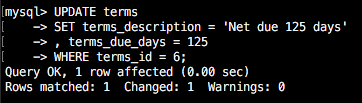 [mysql> UPDATE terms
[    -> SET terms_description = 'Net due 125 days'
[    -> , terms_due_days = 125
[    -> WHERE terms_id = 6;
Query OK, 1 row affected (0.00 sec)
Rows matched: 1  Changed: 1  Warnings: 0